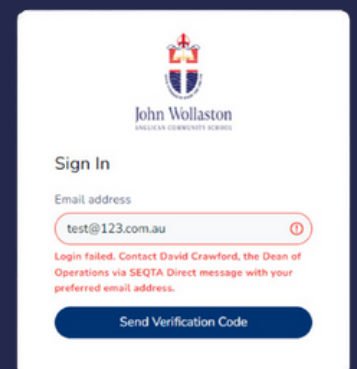 John Wollaston
ANGLICAN COMMUNITY SCHOOL
Sign In
Email address
test@123.com.au
Login failed. Contact David Crawford, the Dean of
Operations via SEQTA Direct message with your
preferred email address.
Send Verification Code